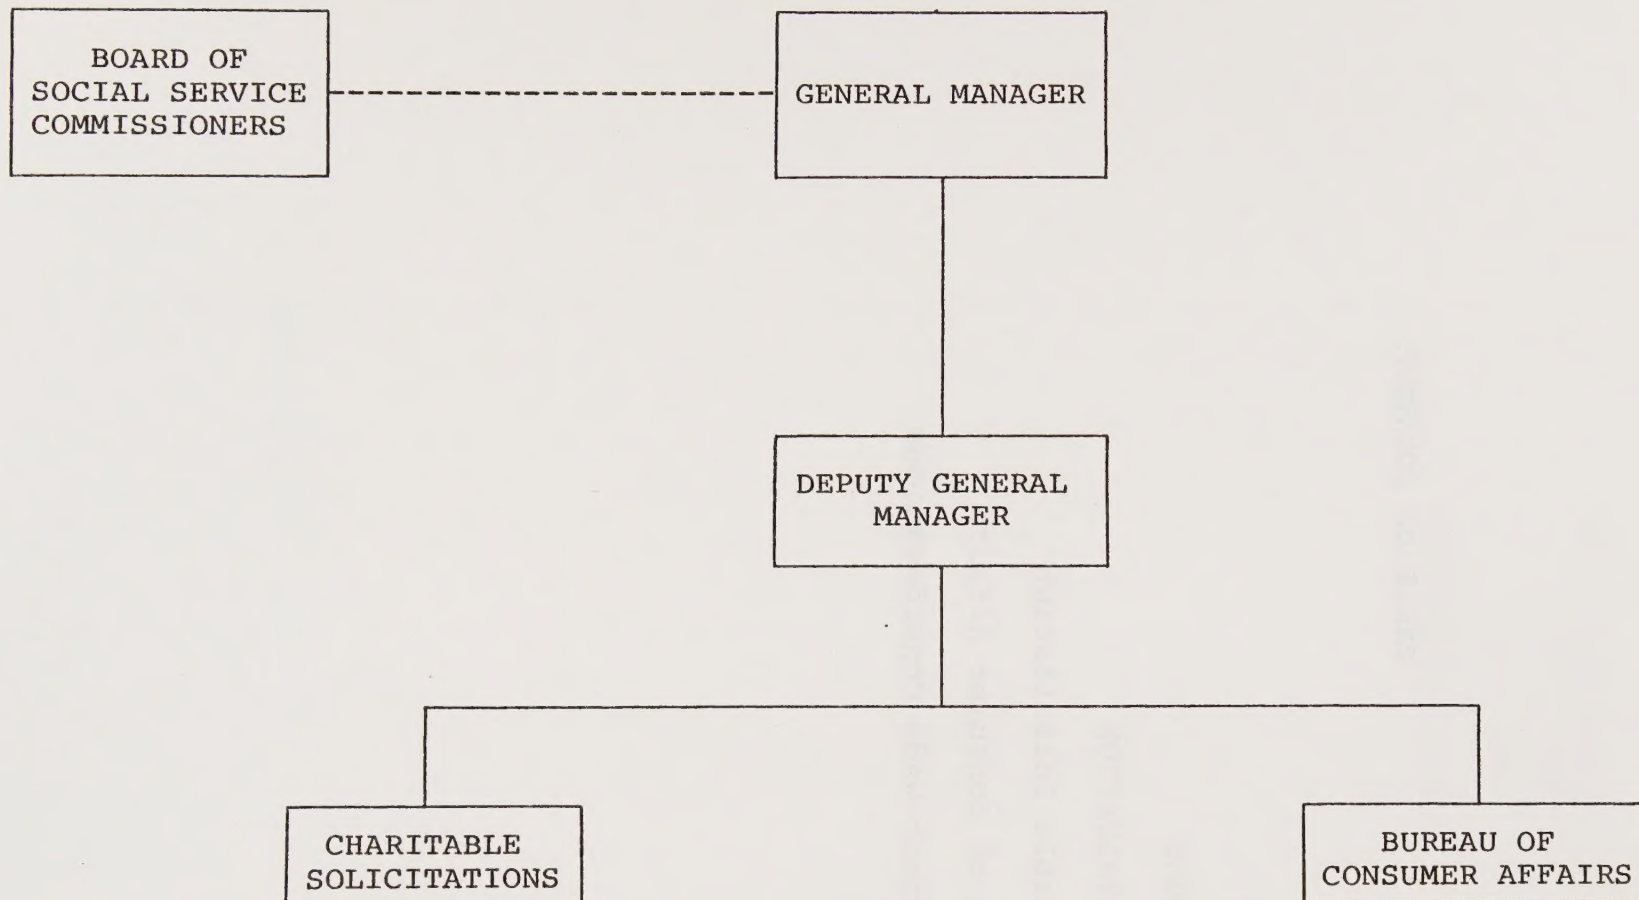 BOARD OF
SOCIAL SERVICE
COMMISSIONERS
GENERAL MANAGER
DEPUTY GENERAL
MANAGER
CHARITABLE
SOLICITATIONS
BUREAU OF
CONSUMER AFFAIRS